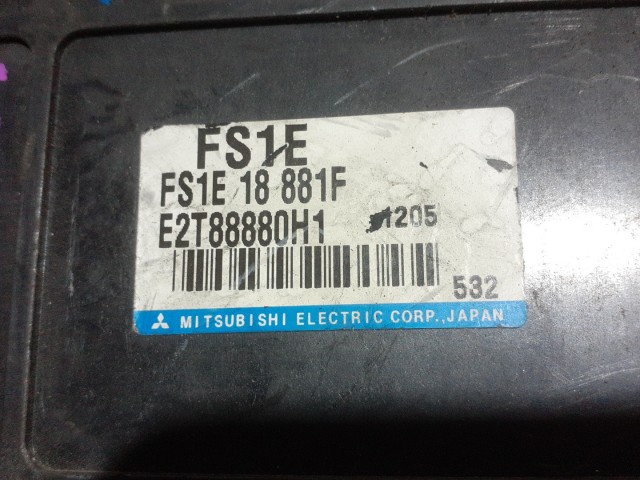 FS1E
FS1E 18 881F
E2T88880H1 1205
532
MITSUBISHI ELECTRIC CORP., JAPAN